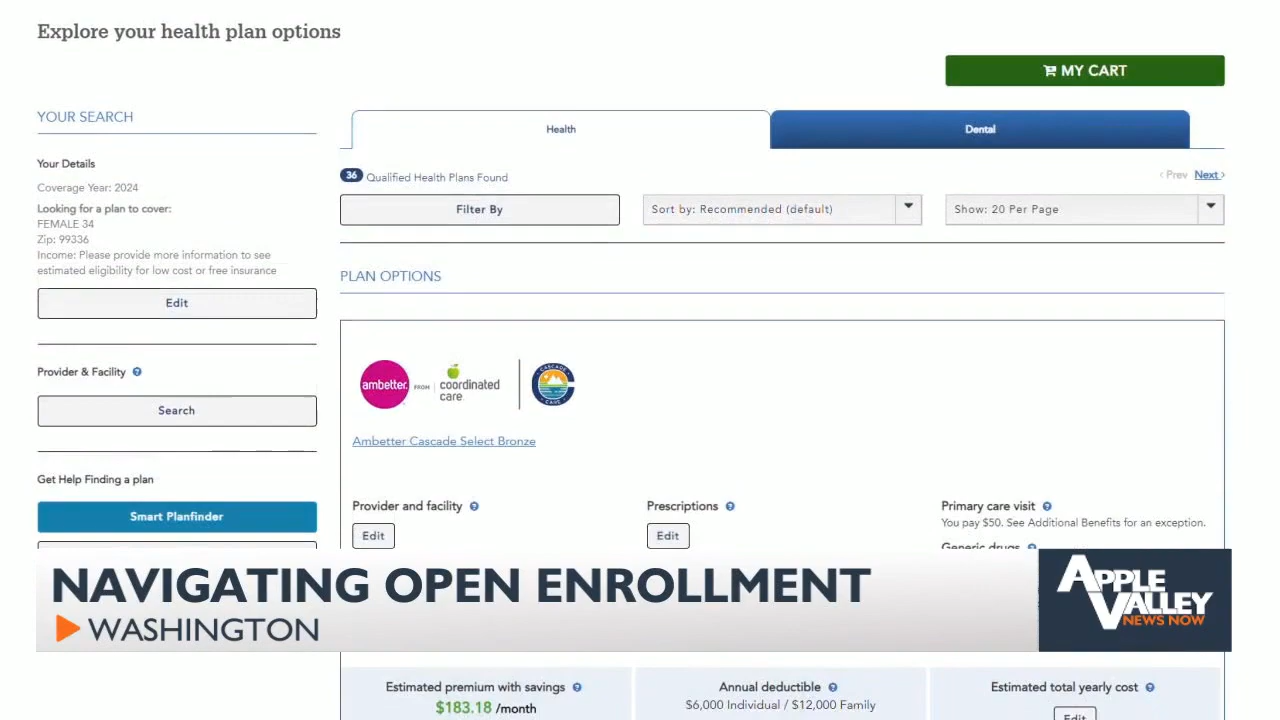 Explore your health plan options
MY CART
YOUR SEARCH
Your Details
Coverage Year: 2024
Looking for a plan to cover:
FEMALE 34
Zip: 99336
Income: Please provide more information to see
estimated eligibility for low cost or free insurance
Edit
Provider & Facility ?
Search
Get Help Finding a plan
Smart Planfinder
Health
Dental
36 Qualified Health Plans Found
‹ Prev Next ›
Filter By
Sort by: Recommended (default)
Show: 20 Per Page
PLAN OPTIONS
ambetter. FROM coordinated care.
CASCADE CARE
Ambetter Cascade Select Bronze
Provider and facility ?
Edit
Prescriptions ?
Edit
Primary care visit ?
You pay $50. See Additional Benefits for an exception.
Generic drugs ?
NAVIGATING OPEN ENROLLMENT
WASHINGTON
APPLE
VALLEY
NEWS NOW
Estimated premium with savings ?
$183.18 /month
Annual deductible ?
$6,000 Individual / $12,000 Family
Estimated total yearly cost ?
Edit